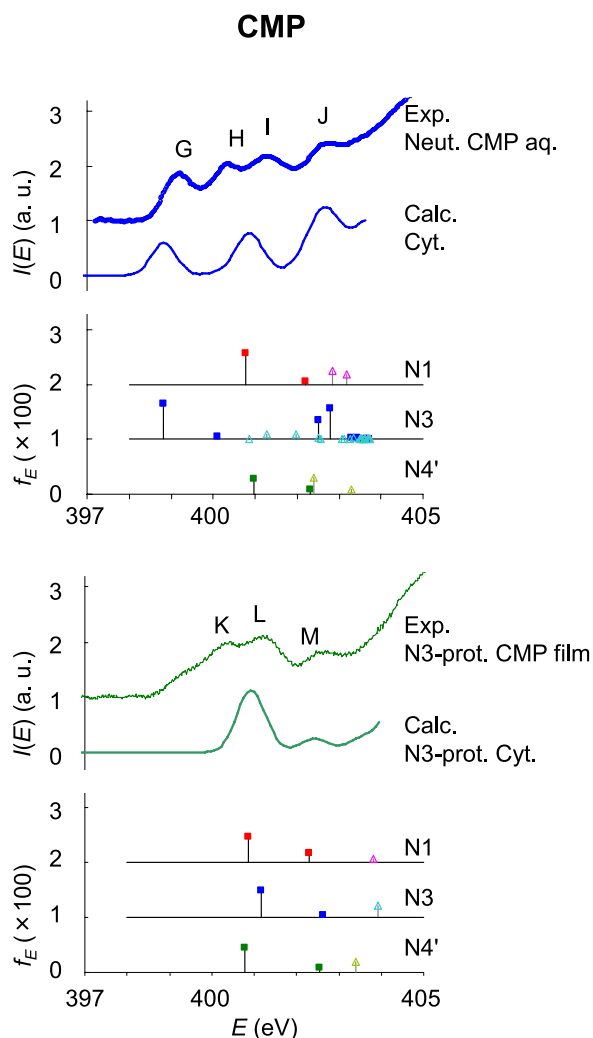 CMP
3
2
1
0
I(E) (a. u.)
G
H
I
J
Exp.
Neut. CMP aq.
Calc.
Cyt.
3
2
1
0
f_E (×100)
N1
N3
N4'
397
400
405
3
2
1
0
I(E) (a. u.)
K
L
M
Exp.
N3-prot. CMP film
Calc.
N3-prot. Cyt.
3
2
1
0
f_E (×100)
N1
N3
N4'
397
400
405
E (eV)